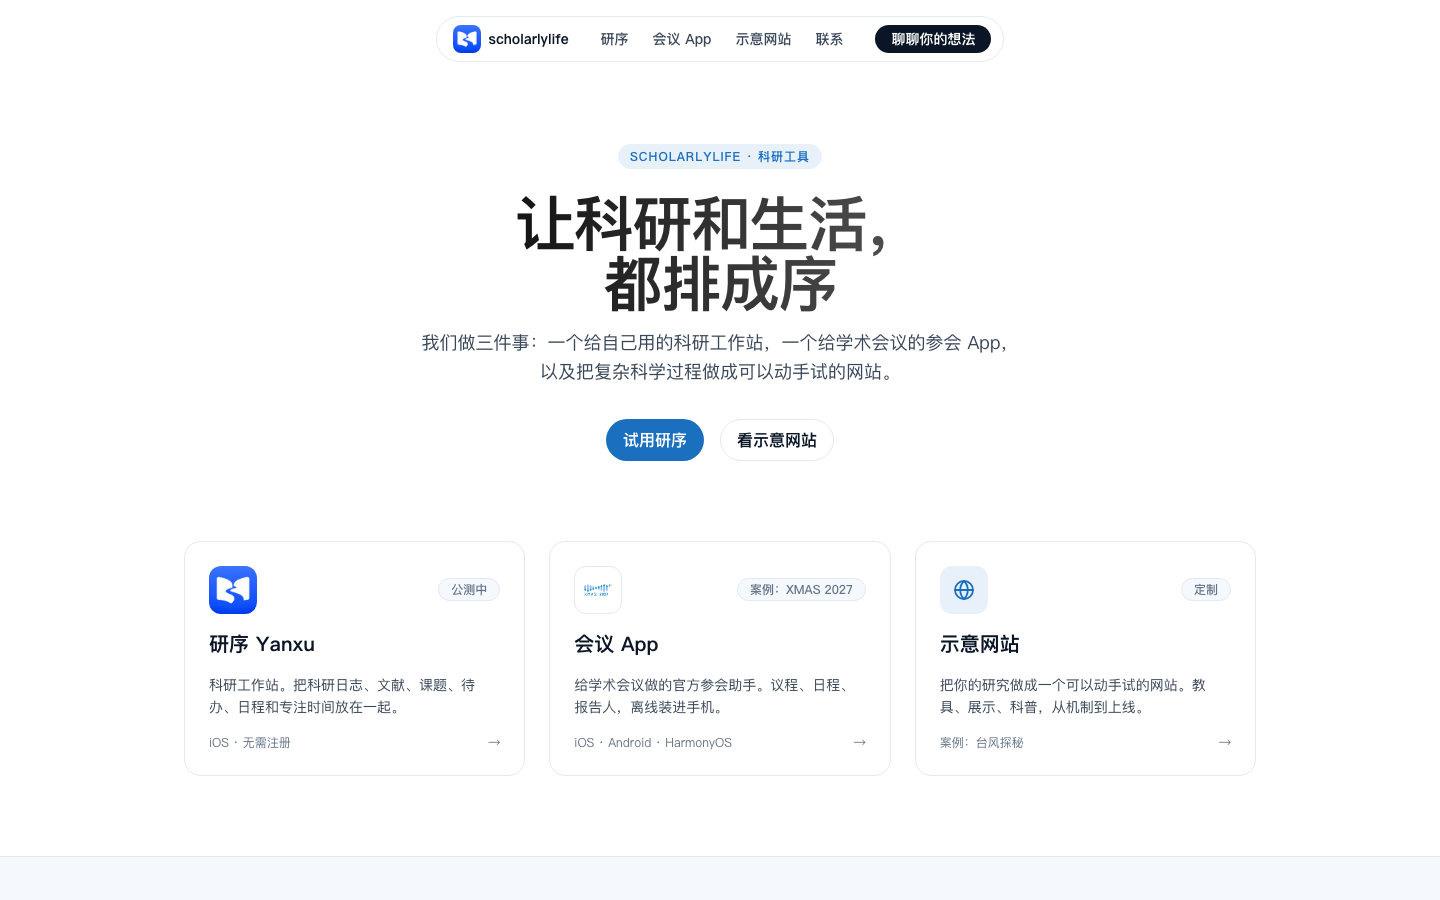 scholarlylife
研序
会议 App
示意网站
联系
聊聊你的想法
SCHOLARLYLIFE · 科研工具
让科研和生活，
都排成序
我们做三件事：一个给自己用的科研工作站，一个给学术会议的参会 App，
以及把复杂科学过程做成可以动手试的网站。
试用研序
看示意网站
公测中
研序 Yanxu
科研工作站。把科研日志、文献、课题、待
办、日程和专注时间放在一起。
iOS · 无需注册
→
XMAS 2027
案例：XMAS 2027
会议 App
给学术会议做的官方参会助手。议程、日程、
报告人，离线装进手机。
iOS · Android · HarmonyOS
→
定制
示意网站
把你的研究做成一个可以动手试的网站。教
具、展示、科普，从机制到上线。
案例：台风探秘
→